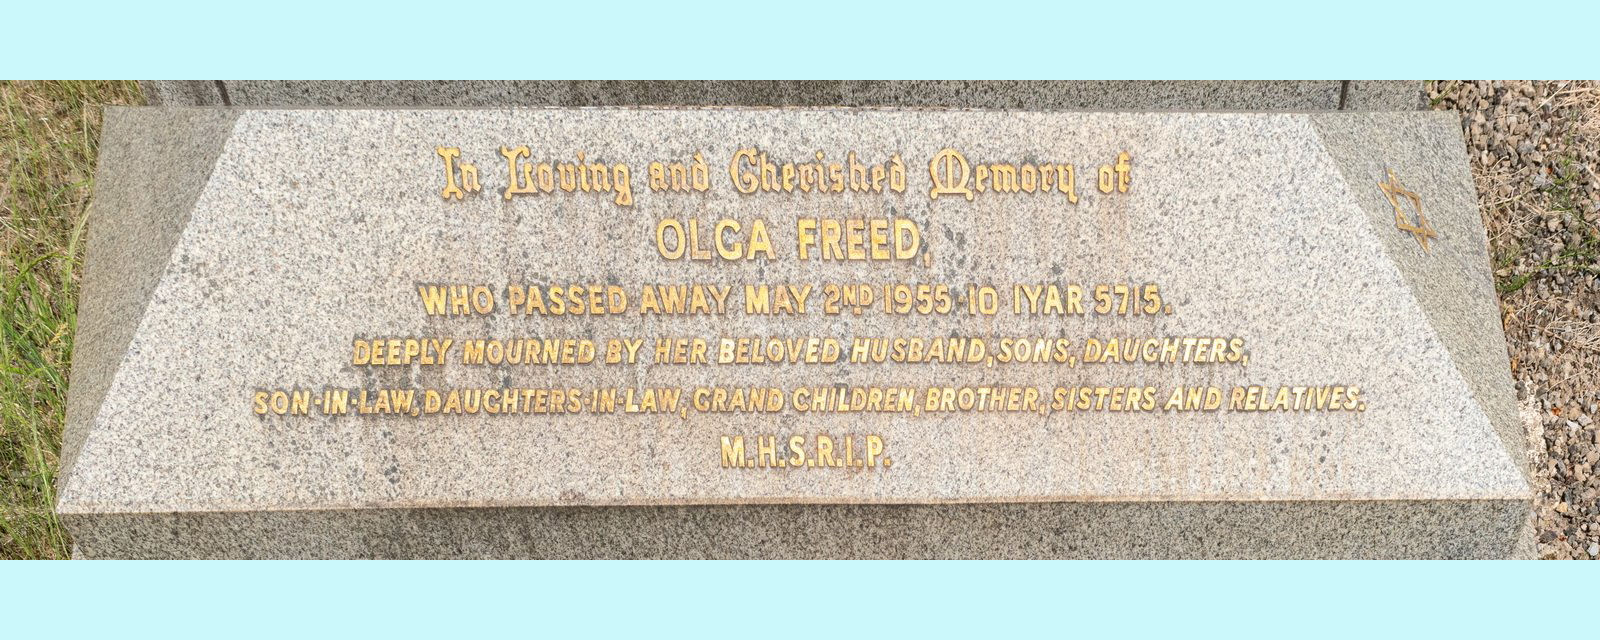 In Loving and Cherished Memory of
OLGA FREED,
WHO PASSED AWAY MAY 2ND 1955-10 IYAR 5715.
DEEPLY MOURNED BY HER BELOVED HUSBAND, SONS, DAUGHTERS,
SON-IN-LAW, DAUGHTERS-IN-LAW, GRAND CHILDREN, BROTHER, SISTERS AND RELATIVES.
M.H.S.R.I.P.